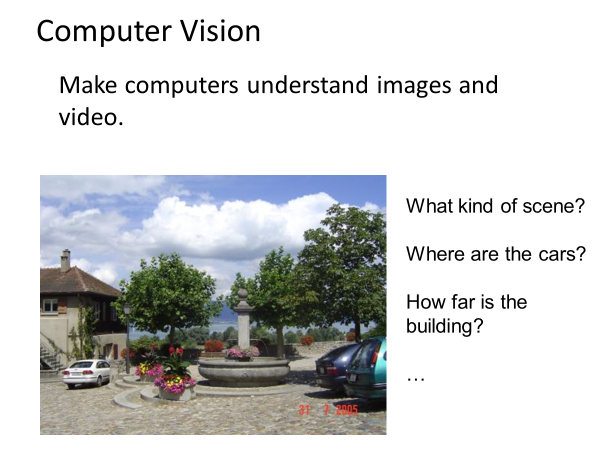 Computer Vision
Make computers understand images and
video.
What kind of scene?
Where are the cars?
How far is the
building?
…
31 7 2005